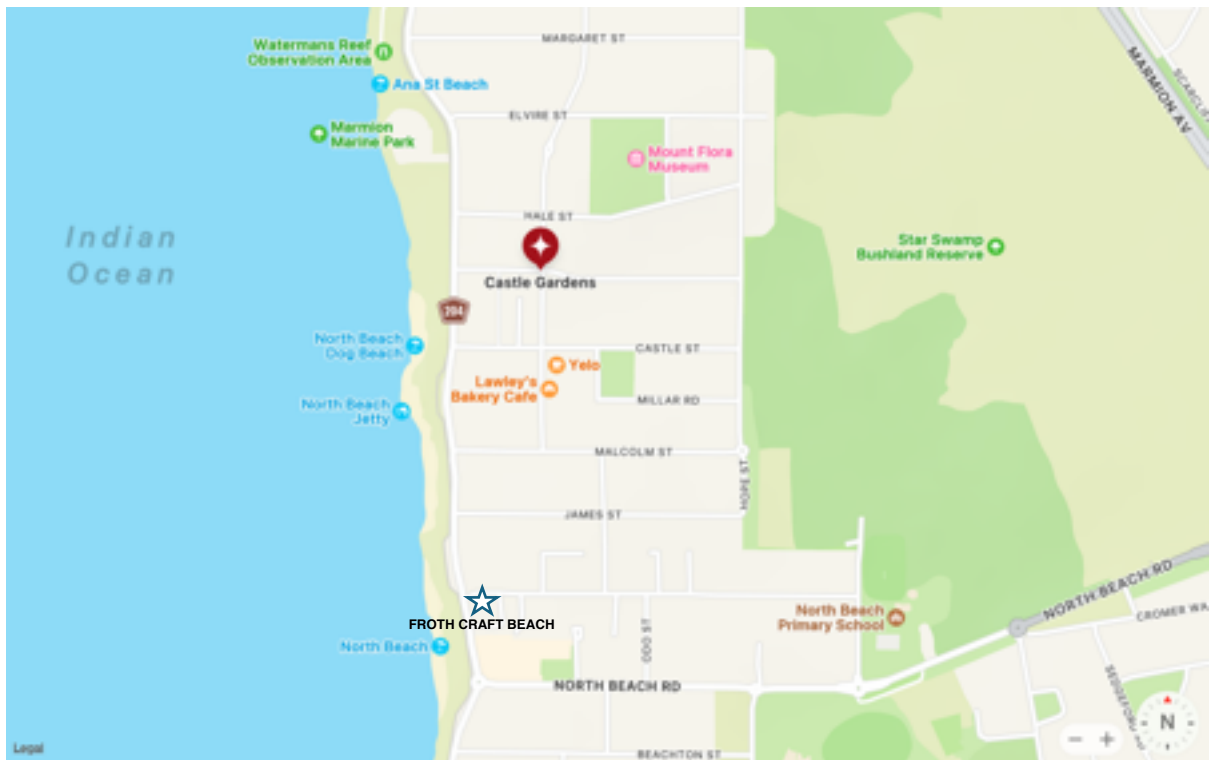 MARGARET ST
Watermans Reef
Observation Area
Ana St Beach
MARMION AV
ELVIRE ST
Marmion
Marine Park
Mount Flora
Museum
HALE ST
Indian
Ocean
Star Swamp
Bushland Reserve
Castle Gardens
204
North Beach
Dog Beach
CASTLE ST
Yelo
Lawley's
Bakery Cafe
MILLAR RD
North Beach
Jetty
MALCOLM ST
HOPE ST
JAMES ST
NORTH BEACH RD
FROTH CRAFT BEACH
North Beach
Primary School
CROMER WA
ODO ST
North Beach
NORTH BEACH RD
N
Legal
BEACHTON ST